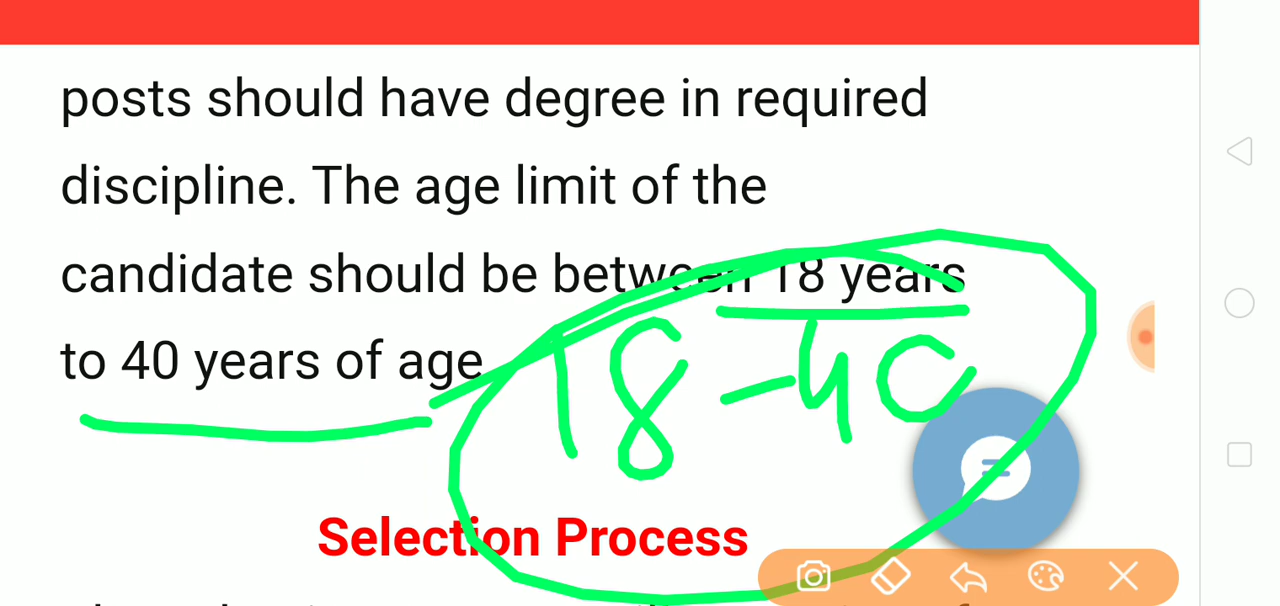 posts should have degree in required
discipline. The age limit of the
candidate should be between 18 years
to 40 years of age
18-40
Selection Process